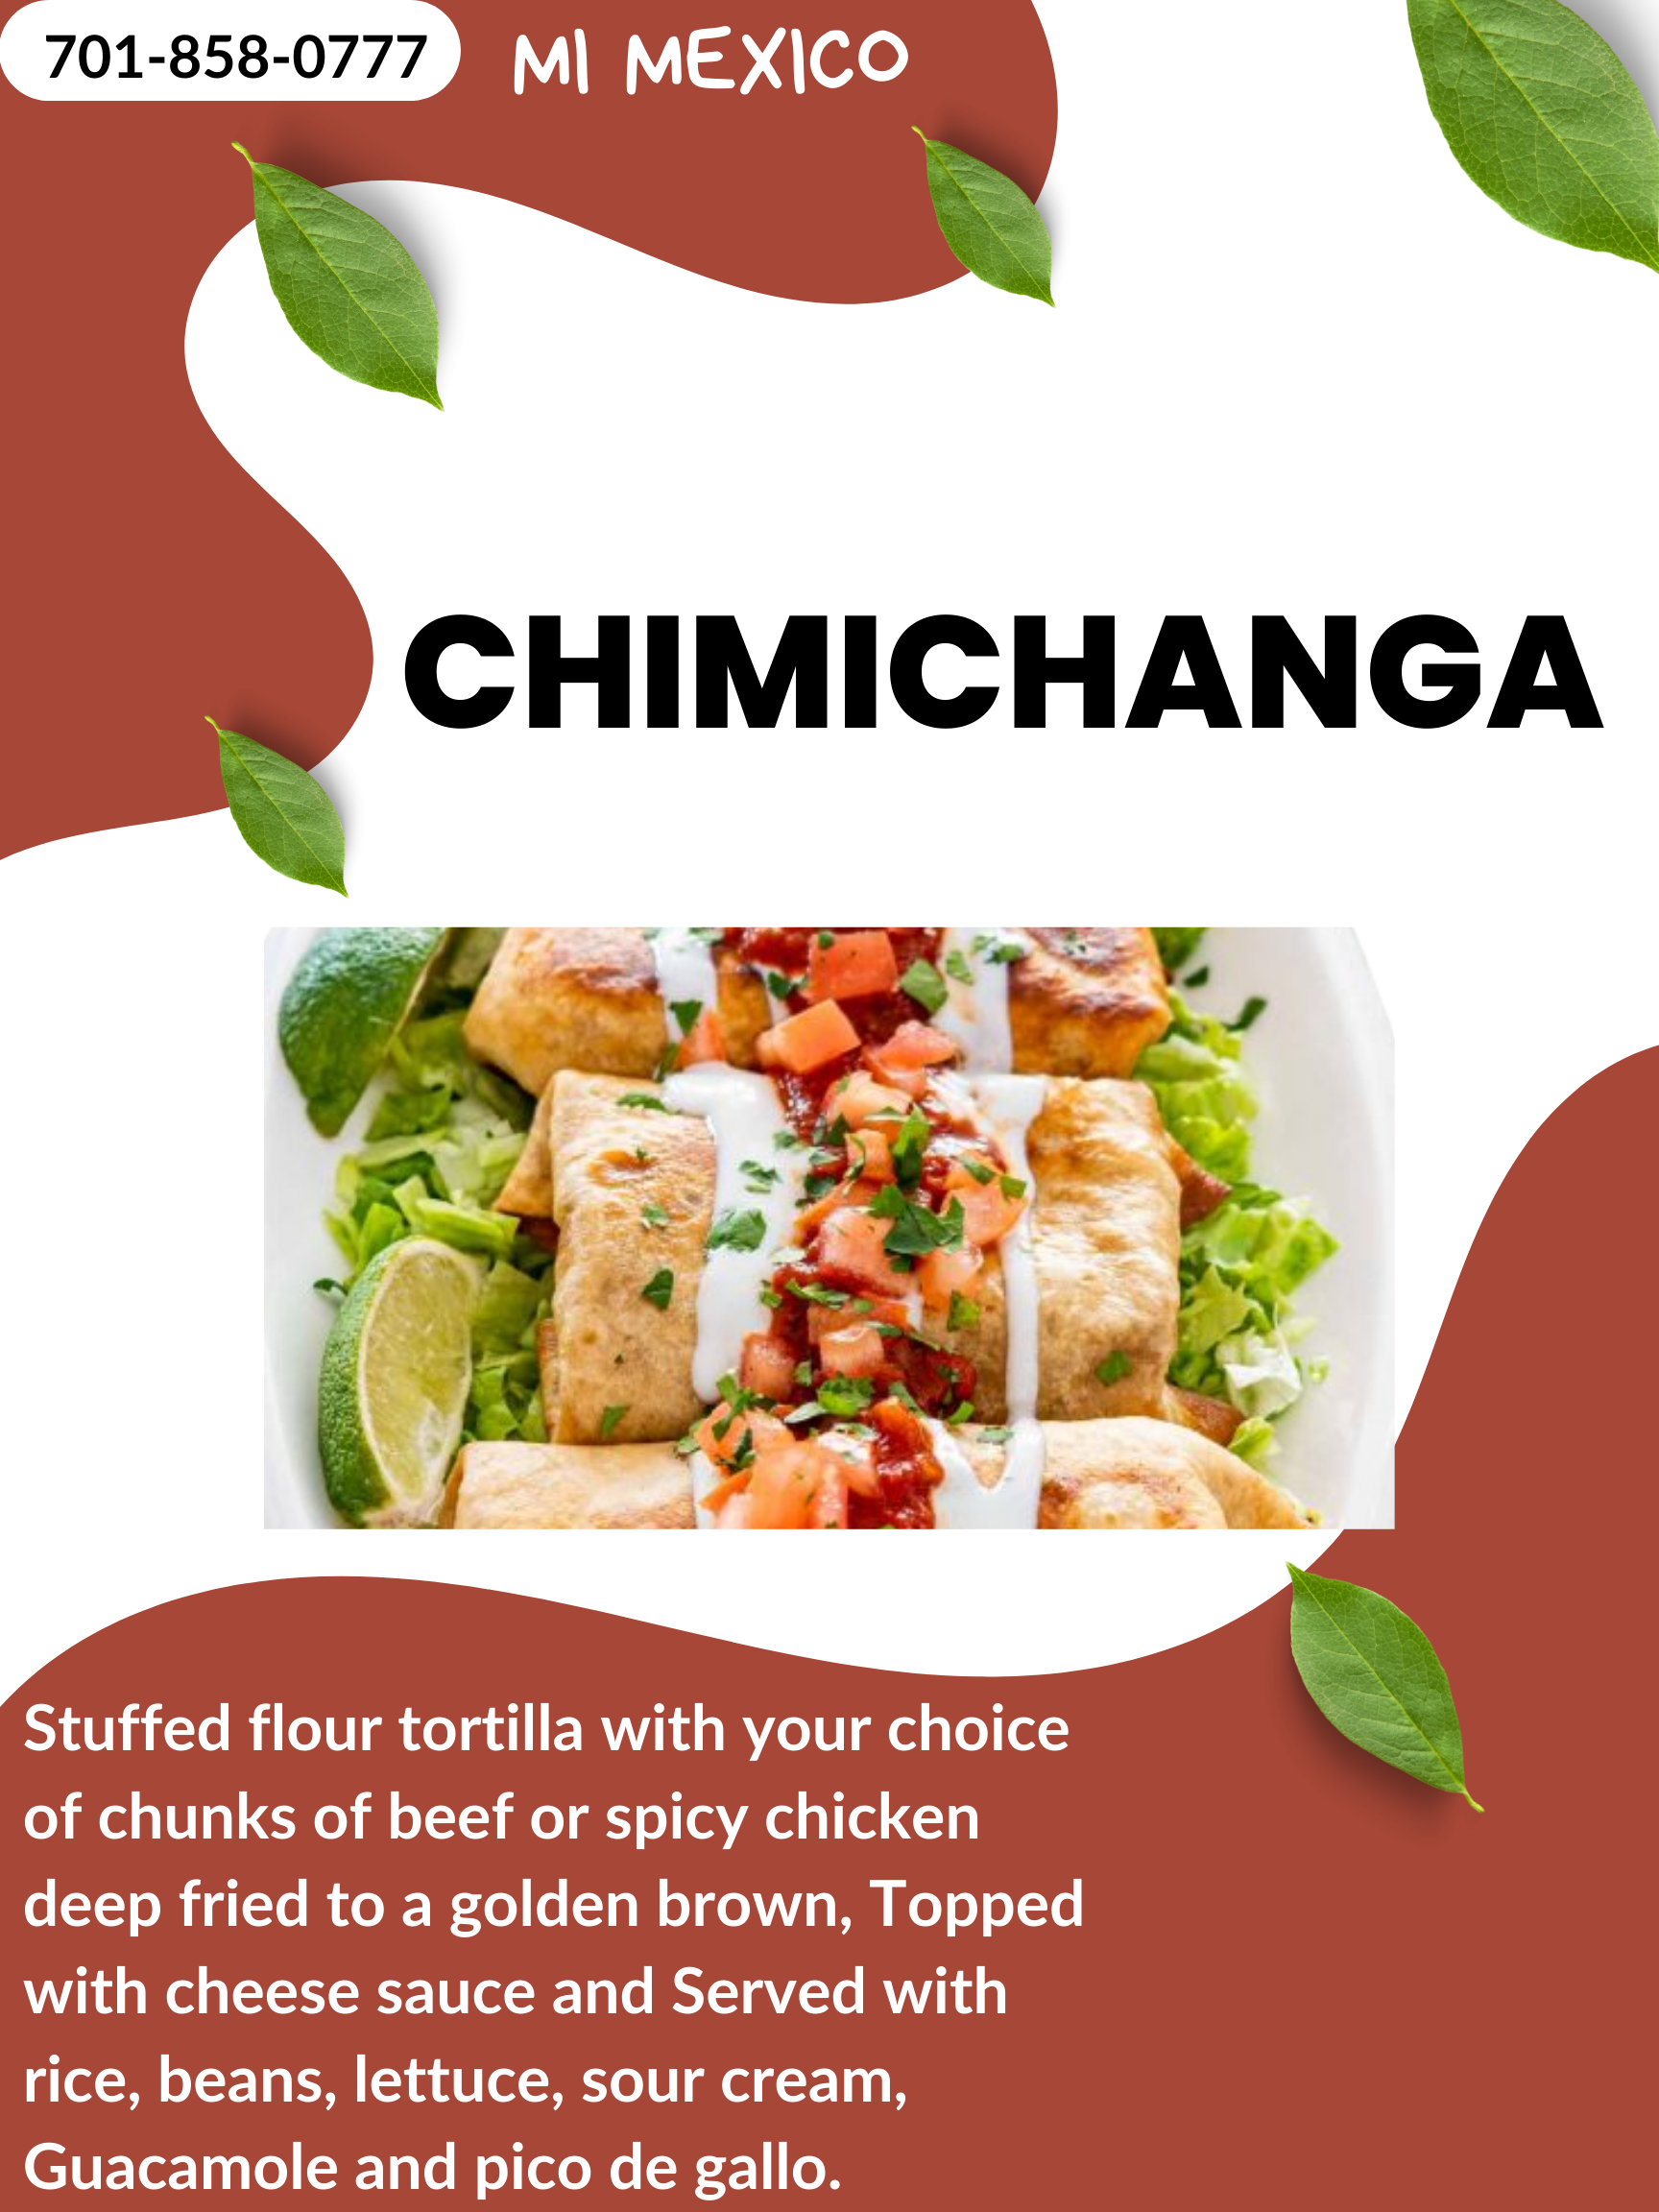 701-858-0777
MI MEXICO
CHIMICHANGA
Stuffed flour tortilla with your choice
of chunks of beef or spicy chicken
deep fried to a golden brown, Topped
with cheese sauce and Served with
rice, beans, lettuce, sour cream,
Guacamole and pico de gallo.